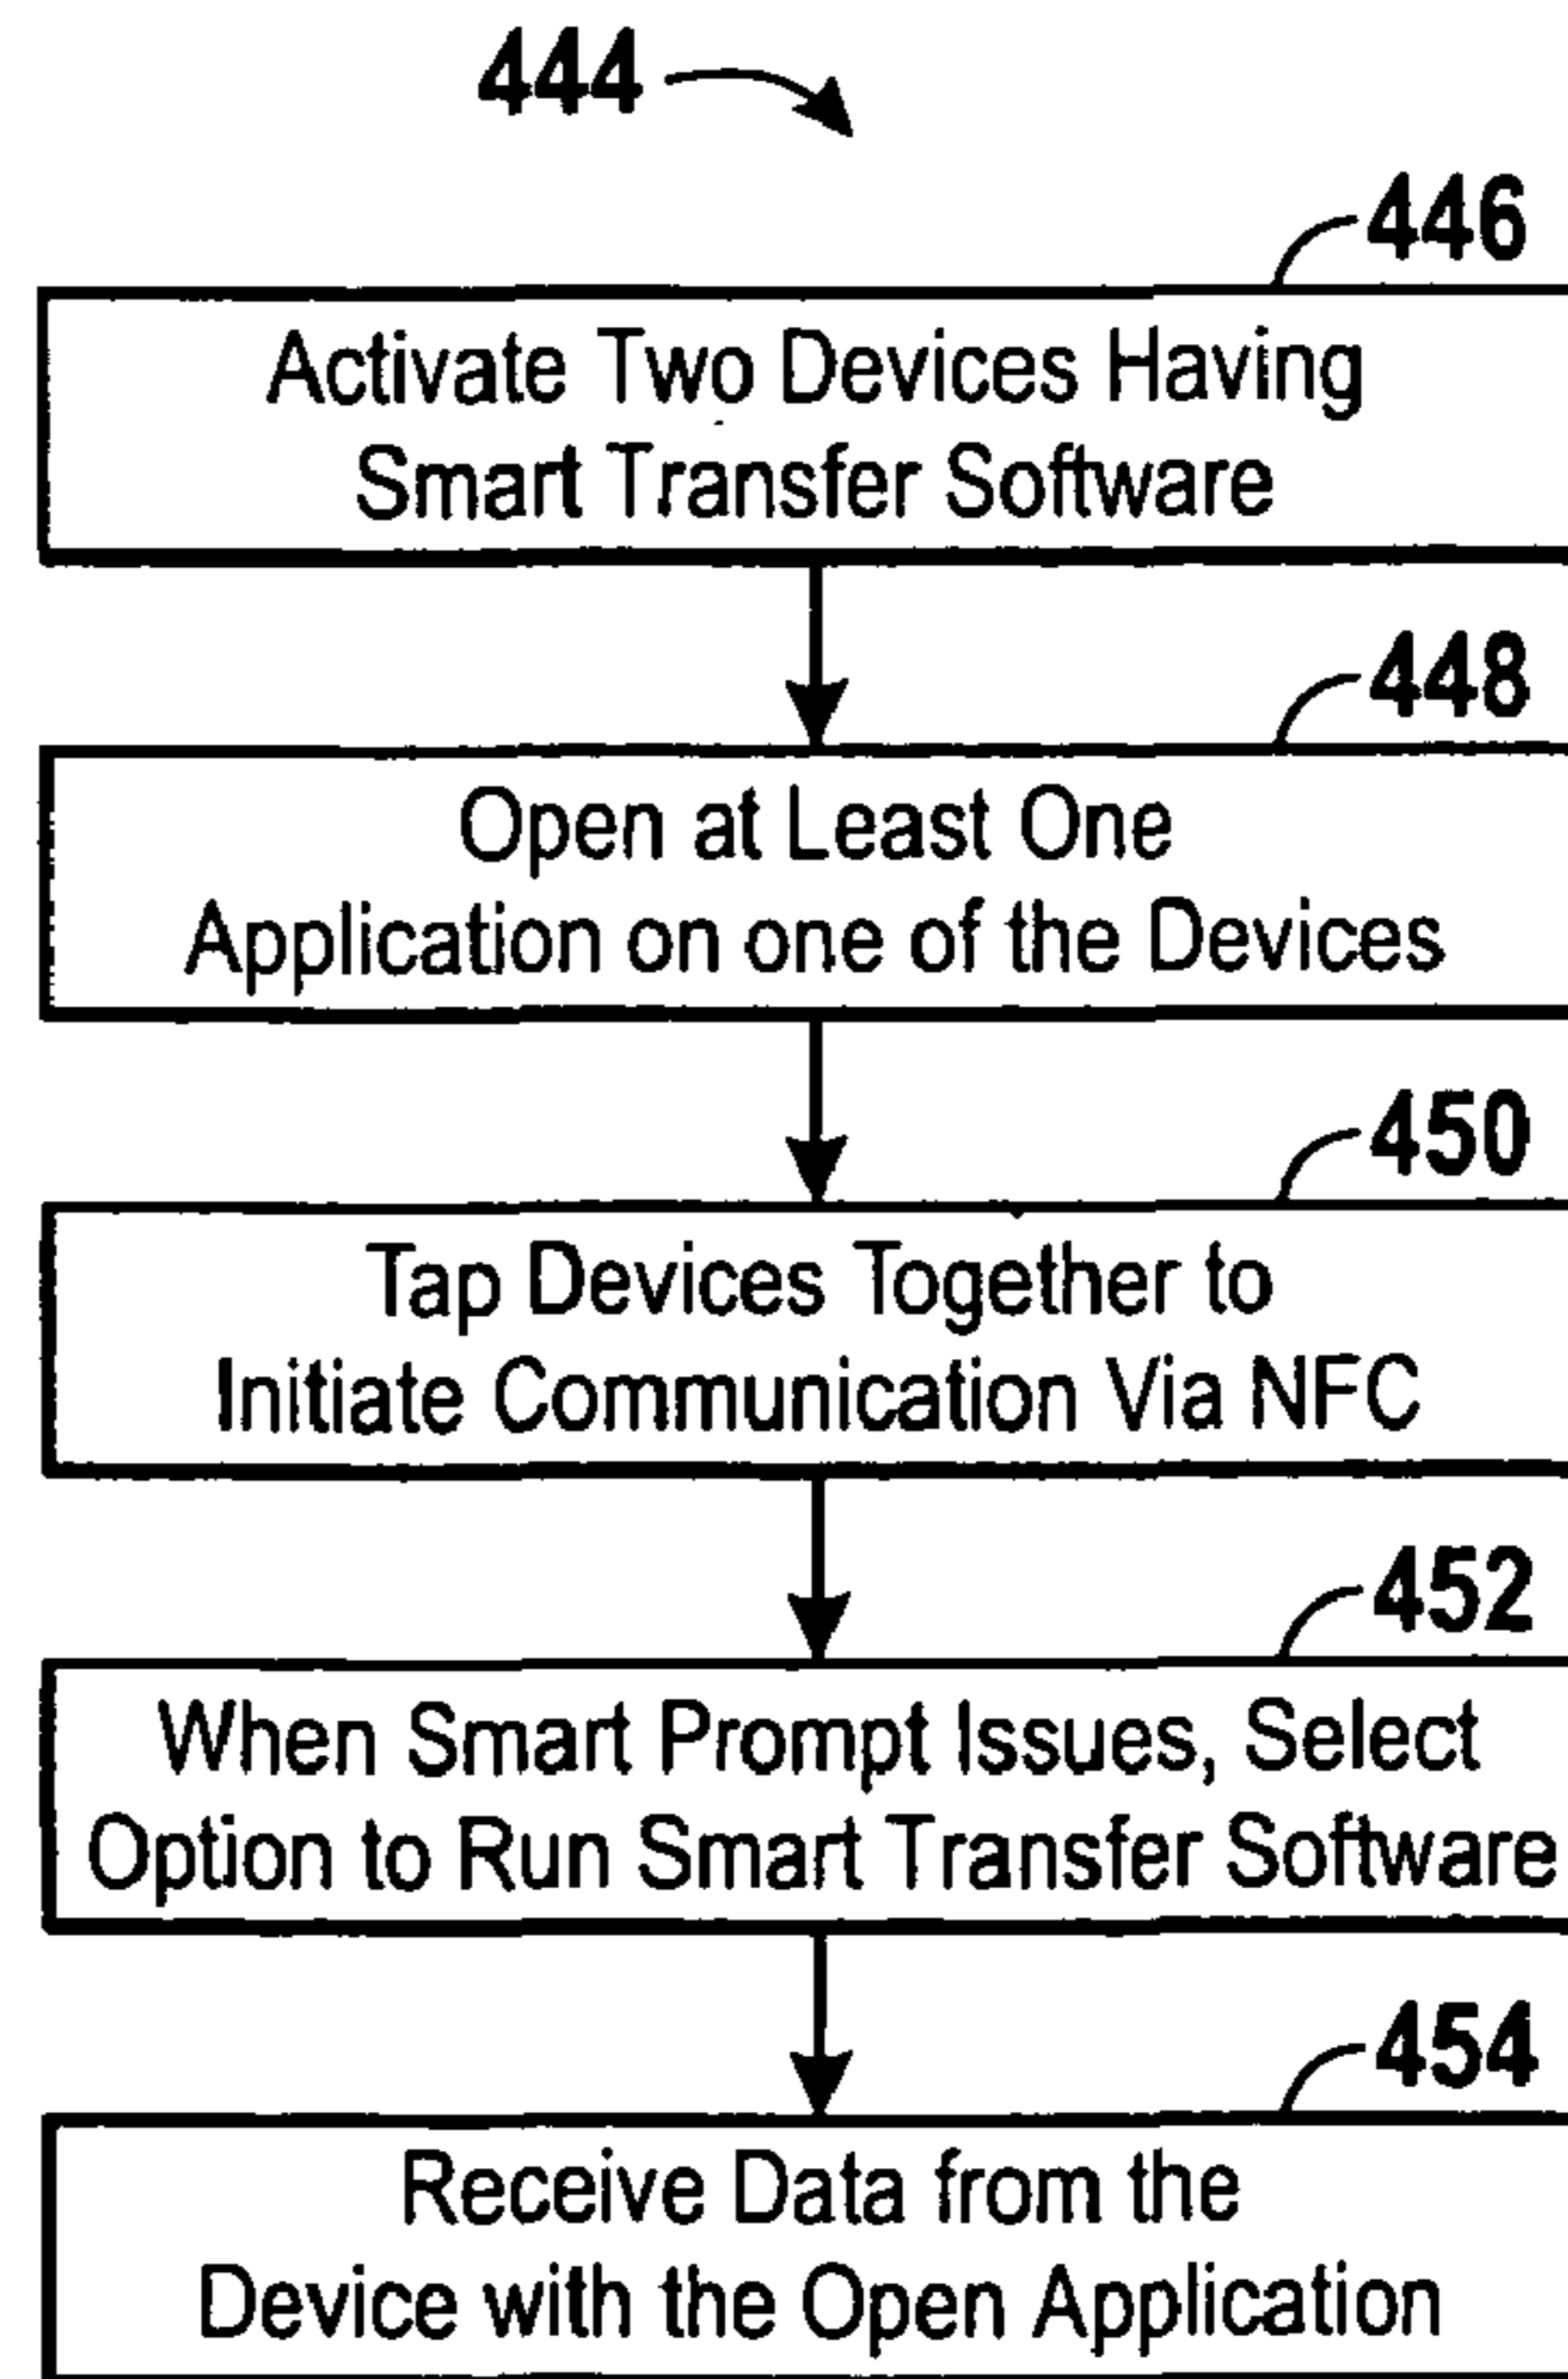 444
446
Activate Two Devices Having
Smart Transfer Software
448
Open at Least One
Application on one of the Devices
450
Tap Devices Together to
Initiate Communication Via NFC
452
When Smart Prompt Issues, Select
Option to Run Smart Transfer Software
454
Receive Data from the
Device with the Open Application